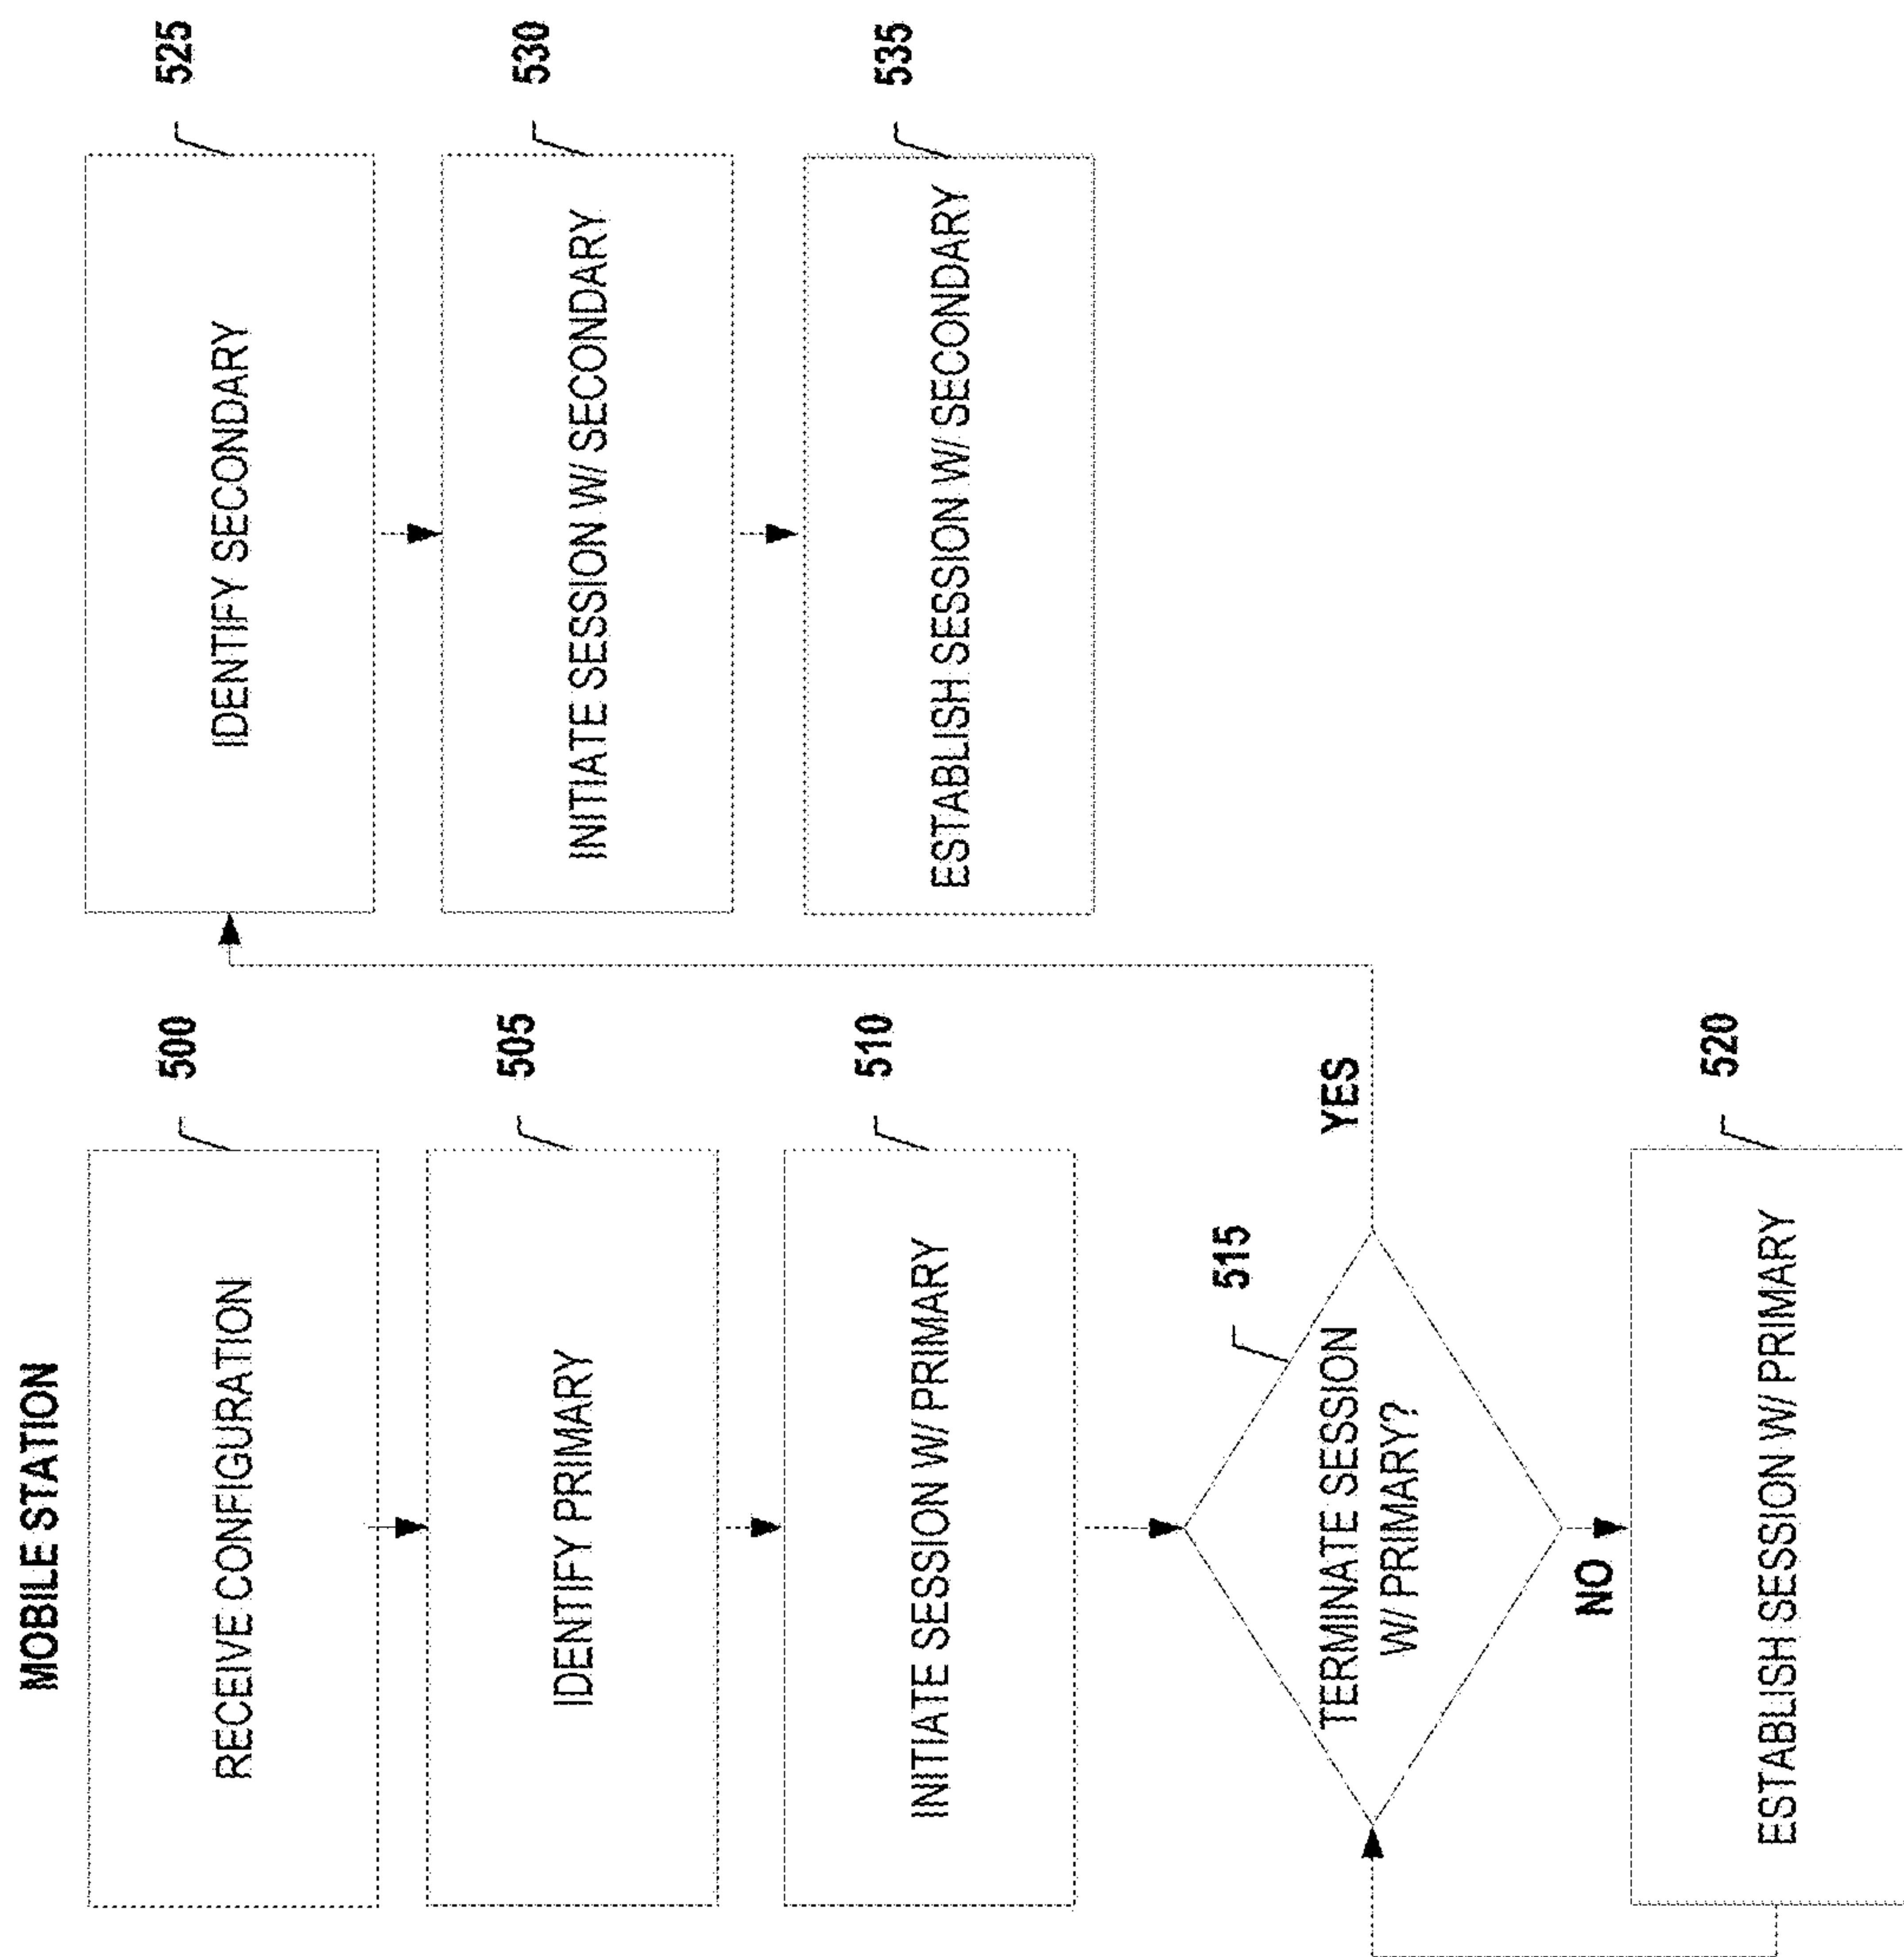 MOBILE STATION
500
RECEIVE CONFIGURATION
505
IDENTIFY PRIMARY
510
INITIATE SESSION W/ PRIMARY
515
TERMINATE SESSION
W/ PRIMARY?
YES
NO
520
ESTABLISH SESSION W/ PRIMARY
525
IDENTIFY SECONDARY
530
INITIATE SESSION W/ SECONDARY
535
ESTABLISH SESSION W/ SECONDARY